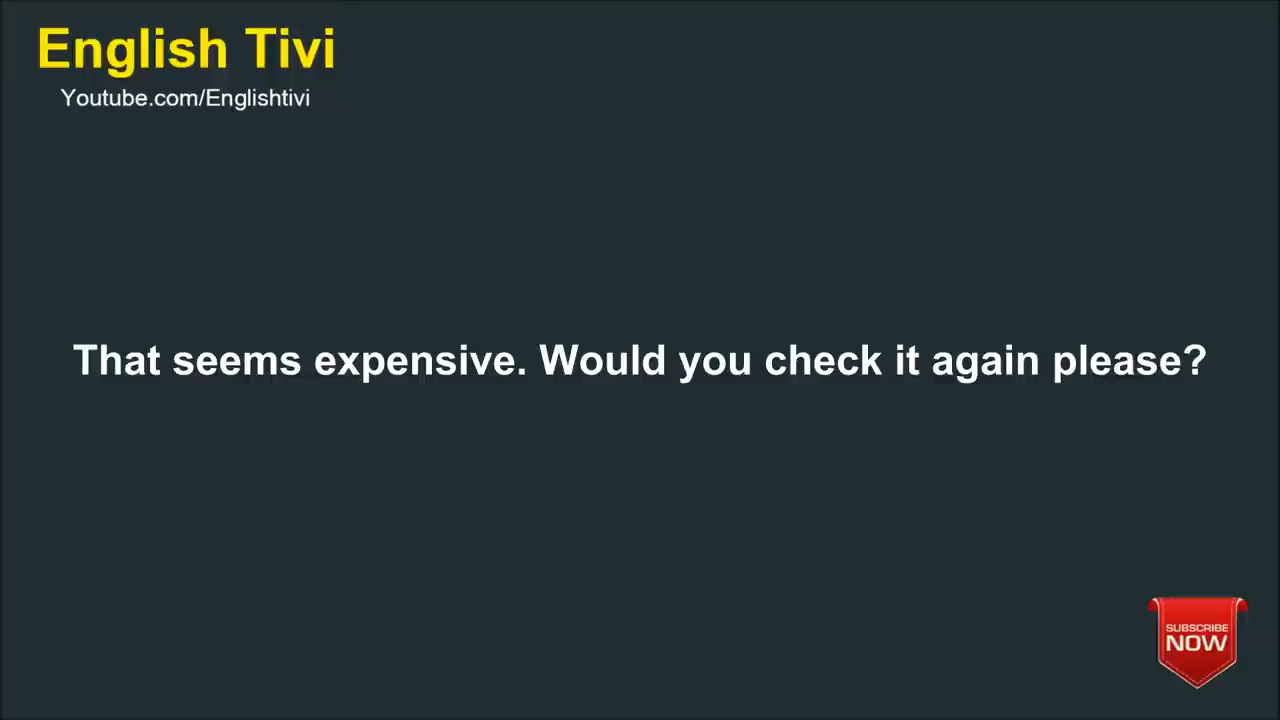 English Tivi
Youtube.com/Englishtivi
That seems expensive. Would you check it again please?
SUBSCRIBE
NOW